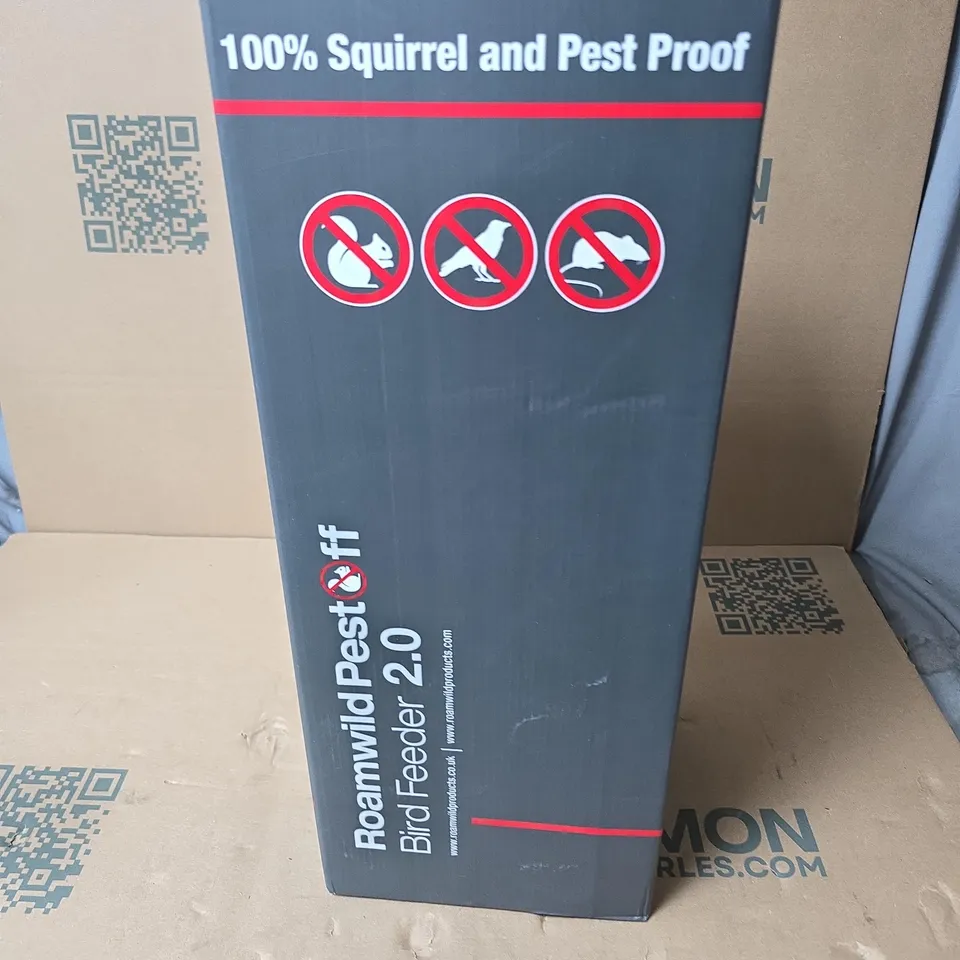 100% Squirrel and Pest Proof
Roamwild PestOff
Bird Feeder 2.0
www.roamwildproducts.co.uk | www.roamwildproducts.com
MON
RLES.COM